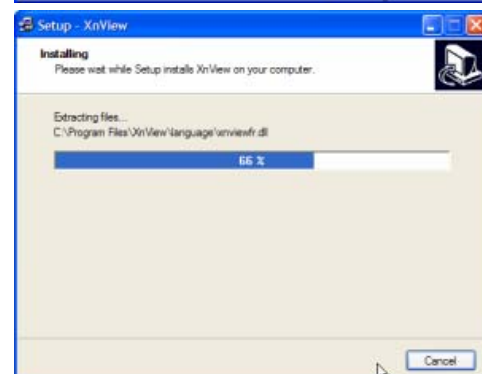 Setup - XnView
Installing
Please wait while Setup installs XnView on your computer.
Extracting files...
C:\Program Files\XnView\language\xnviewfr.dll
66 %
Cancel